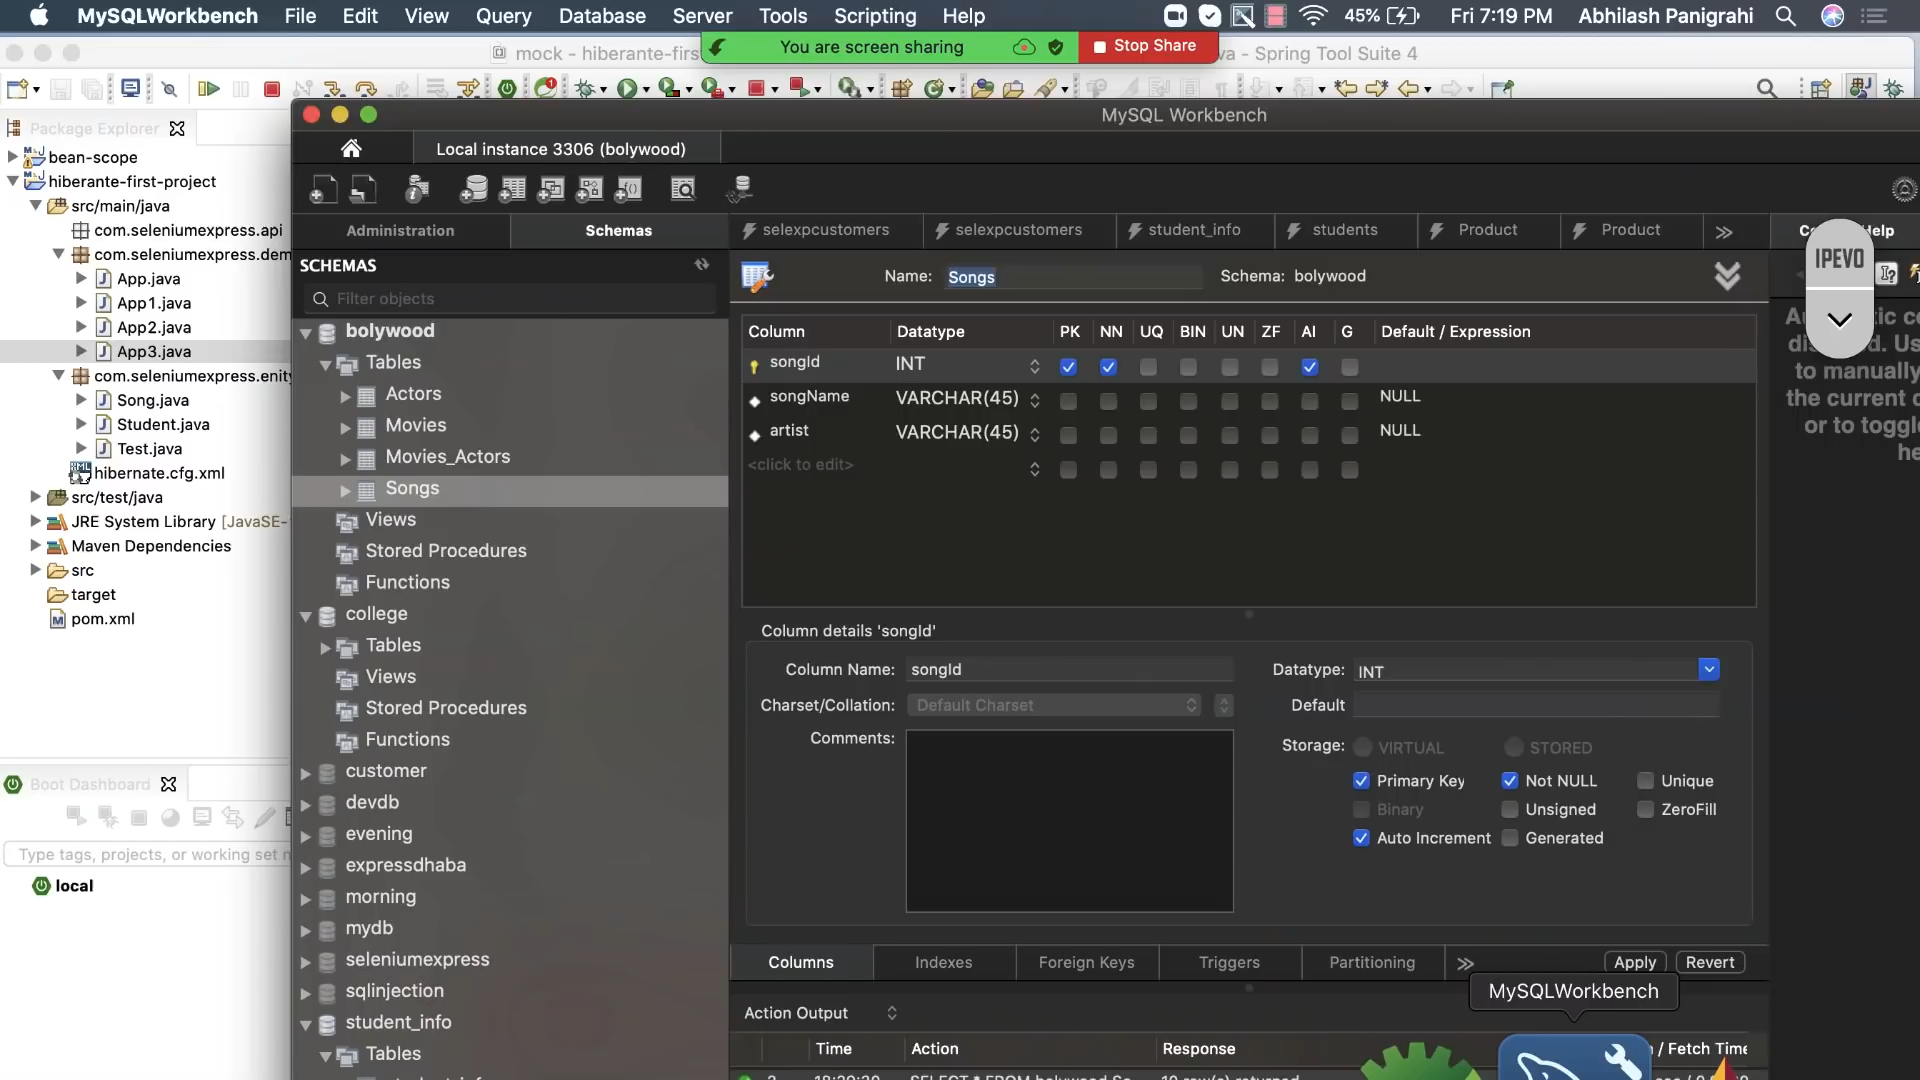 MySQLWorkbench File Edit View Query Database Server Tools Scripting Help 45% Fri 7:19 PM Abhilash Panigrahi
mock - hiberante-firs
You are screen sharing
Stop Share
- Spring Tool Suite 4
Package Explorer
MySQL Workbench
Local instance 3306 (bolywood)
bean-scope
hiberante-first-project
src/main/java
com.seleniumexpress.api
com.seleniumexpress.dem
App.java
App1.java
App2.java
App3.java
com.seleniumexpress.enity
Song.java
Student.java
Test.java
hibernate.cfg.xml
src/test/java
JRE System Library [JavaSE-
Maven Dependencies
src
target
pom.xml
Boot Dashboard
Type tags, projects, or working set n
local
Administration Schemas
SCHEMAS
Filter objects
bolywood
Tables
Actors
Movies
Movies_Actors
Songs
Views
Stored Procedures
Functions
college
Tables
Views
Stored Procedures
Functions
customer
devdb
evening
expressdhaba
morning
mydb
seleniumexpress
sqlinjection
student_info
Tables
selexpcustomers selexpcustomers student_info students Product Product
Name: Songs Schema: bolywood
Column Datatype PK NN UQ BIN UN ZF AI G Default / Expression
songId INT
songName VARCHAR(45) NULL
artist VARCHAR(45) NULL
<click to edit>
Column details 'songId'
Column Name: songId Datatype: INT
Charset/Collation: Default Charset Default
Comments: Storage: VIRTUAL STORED
Primary Key Not NULL Unique
Binary Unsigned ZeroFill
Auto Increment Generated
Columns Indexes Foreign Keys Triggers Partitioning Apply Revert
MySQLWorkbench
Action Output
Time Action Response / Fetch Time
IPEVO
Help
to manually
the current c
or to toggle
he